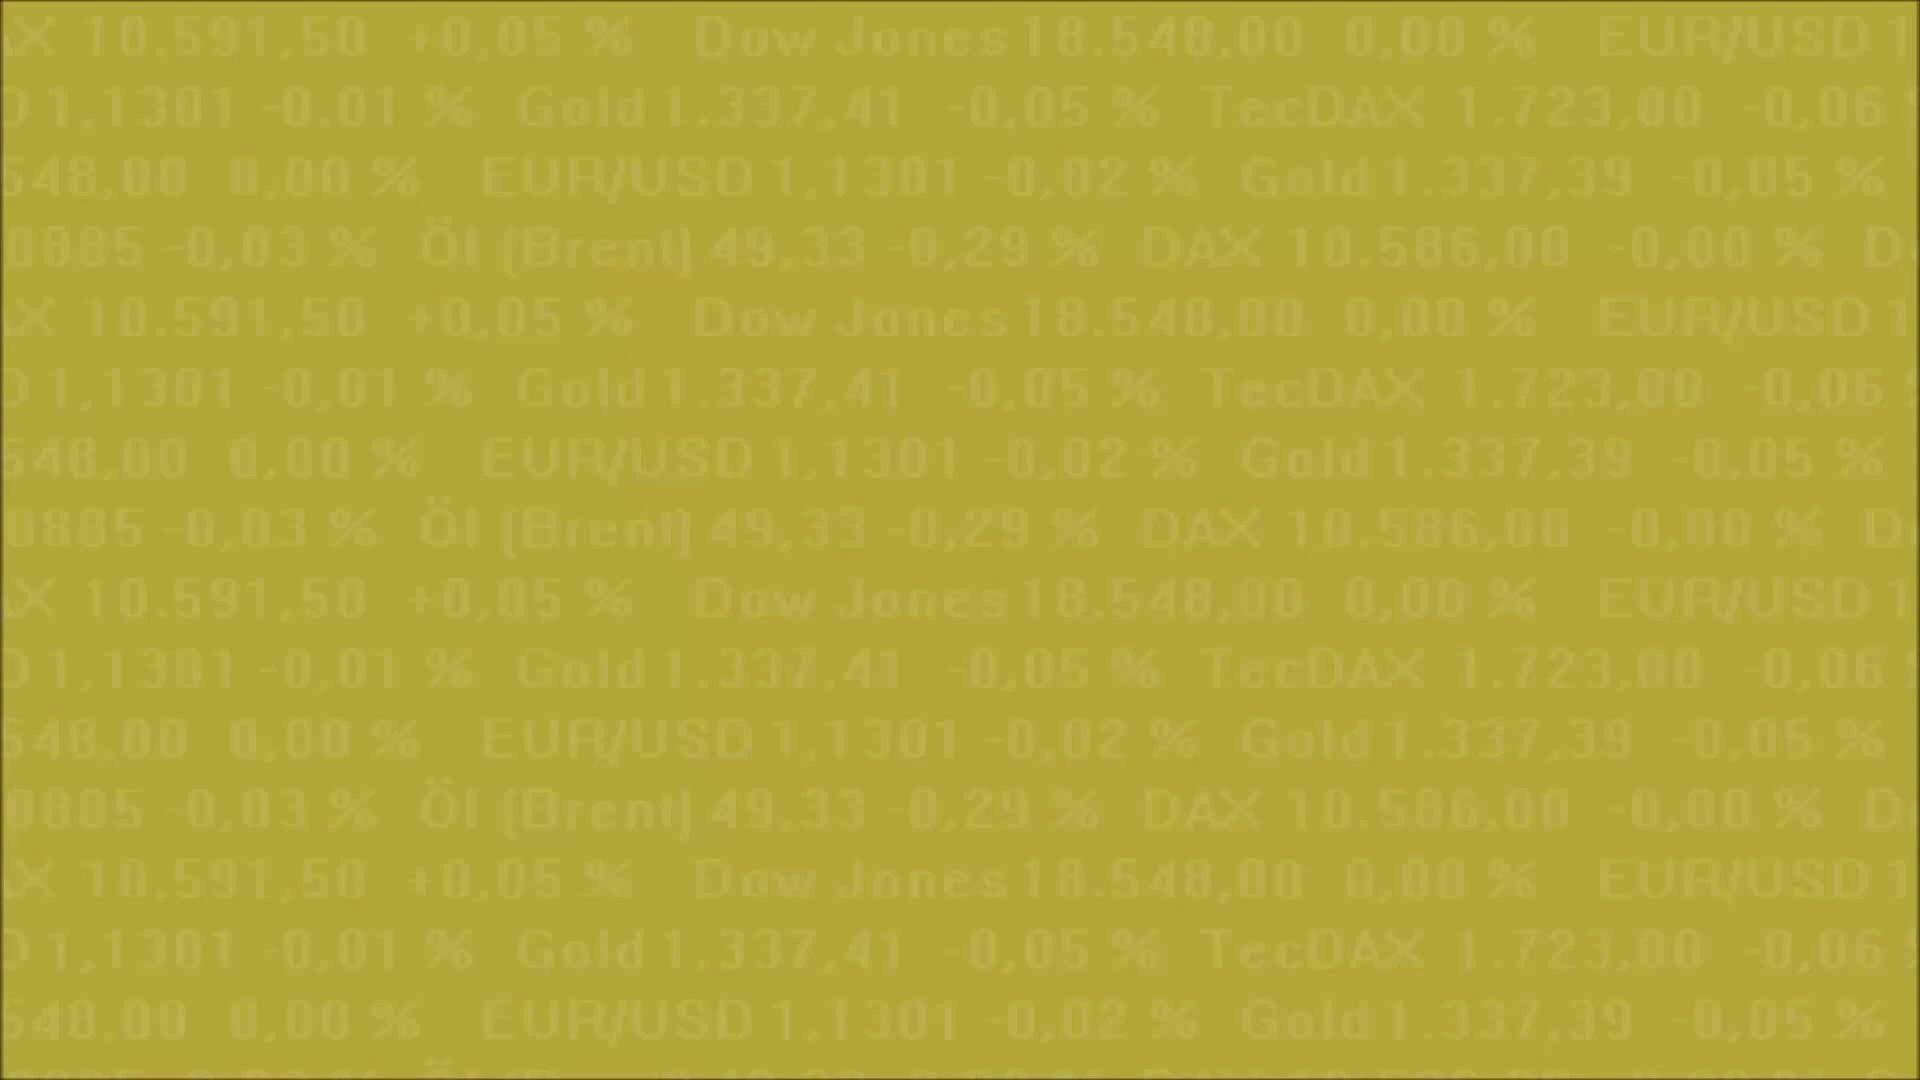 X 10.591,50 +0,05 % Dow Jones 18.548,00 0,00 % EUR/USD 1
D 1,1301 -0,01 % Gold 1.337,41 -0,05 % TecDAX 1.723,00 -0,06
548,00 0,00 % EUR/USD 1,1301 -0,02 % Gold 1.337,39 -0,05 %
0885 -0,03 % Öl (Brent) 49,33 -0,29 % DAX 10.586,00 -0,00 % D
X 10.591,50 +0,05 % Dow Jones 18.548,00 0,00 % EUR/USD 1
D 1,1301 -0,01 % Gold 1.337,41 -0,05 % TecDAX 1.723,00 -0,06
548,00 0,00 % EUR/USD 1,1301 -0,02 % Gold 1.337,39 -0,05 %
0885 -0,03 % Öl (Brent) 49,33 -0,29 % DAX 10.586,00 -0,00 % D
X 10.591,50 +0,05 % Dow Jones 18.548,00 0,00 % EUR/USD 1
D 1,1301 -0,01 % Gold 1.337,41 -0,05 % TecDAX 1.723,00 -0,06
548,00 0,00 % EUR/USD 1,1301 -0,02 % Gold 1.337,39 -0,05 %
0885 -0,03 % Öl (Brent) 49,33 -0,29 % DAX 10.586,00 -0,00 % D
X 10.591,50 +0,05 % Dow Jones 18.548,00 0,00 % EUR/USD 1
D 1,1301 -0,01 % Gold 1.337,41 -0,05 % TecDAX 1.723,00 -0,06
548,00 0,00 % EUR/USD 1,1301 -0,02 % Gold 1.337,39 -0,05 %